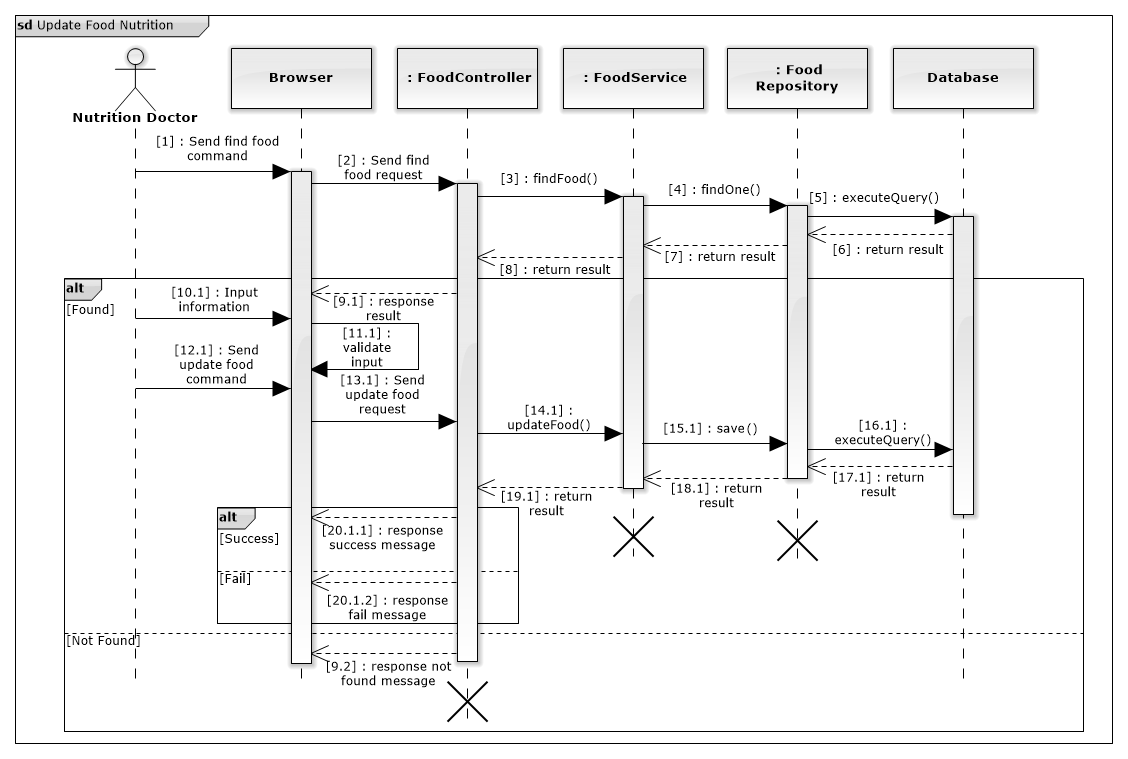 sd Update Food Nutrition
Nutrition Doctor
Browser
: FoodController
: FoodService
: Food
Repository
Database
[1] : Send find food
command
[2] : Send find
food request
[3] : findFood()
[4] : findOne()
[5] : executeQuery()
[6] : return result
[7] : return result
[8] : return result
alt
[Found]
[9.1] : response
result
[10.1] : Input
information
[11.1] :
validate
input
[12.1] : Send
update food
command
[13.1] : Send
update food
request
[14.1] :
updateFood()
[15.1] : save()
[16.1] :
executeQuery()
[17.1] : return
result
[18.1] : return
result
[19.1] : return
result
alt
[Success]
[20.1.1] : response
success message
[Fail]
[20.1.2] : response
fail message
[Not Found]
[9.2] : response not
found message